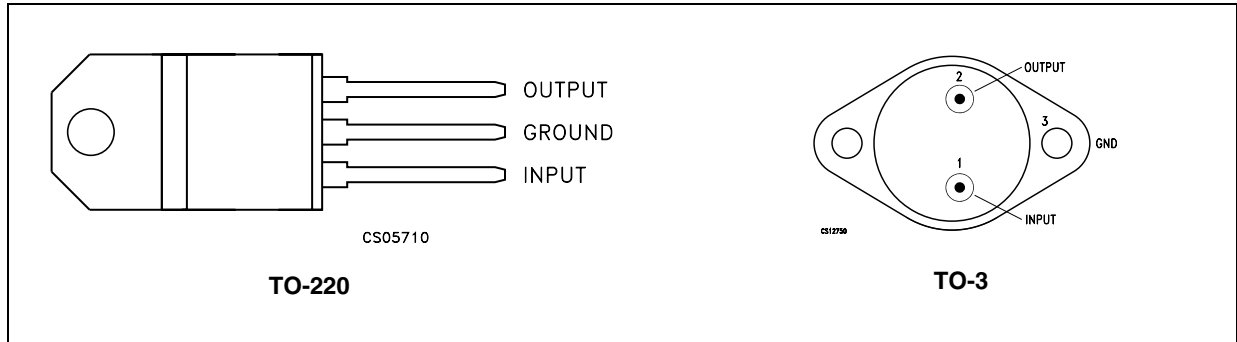 OUTPUT
GROUND
INPUT
CS05710
TO-220
2
OUTPUT
3
GND
1
INPUT
CS12750
TO-3